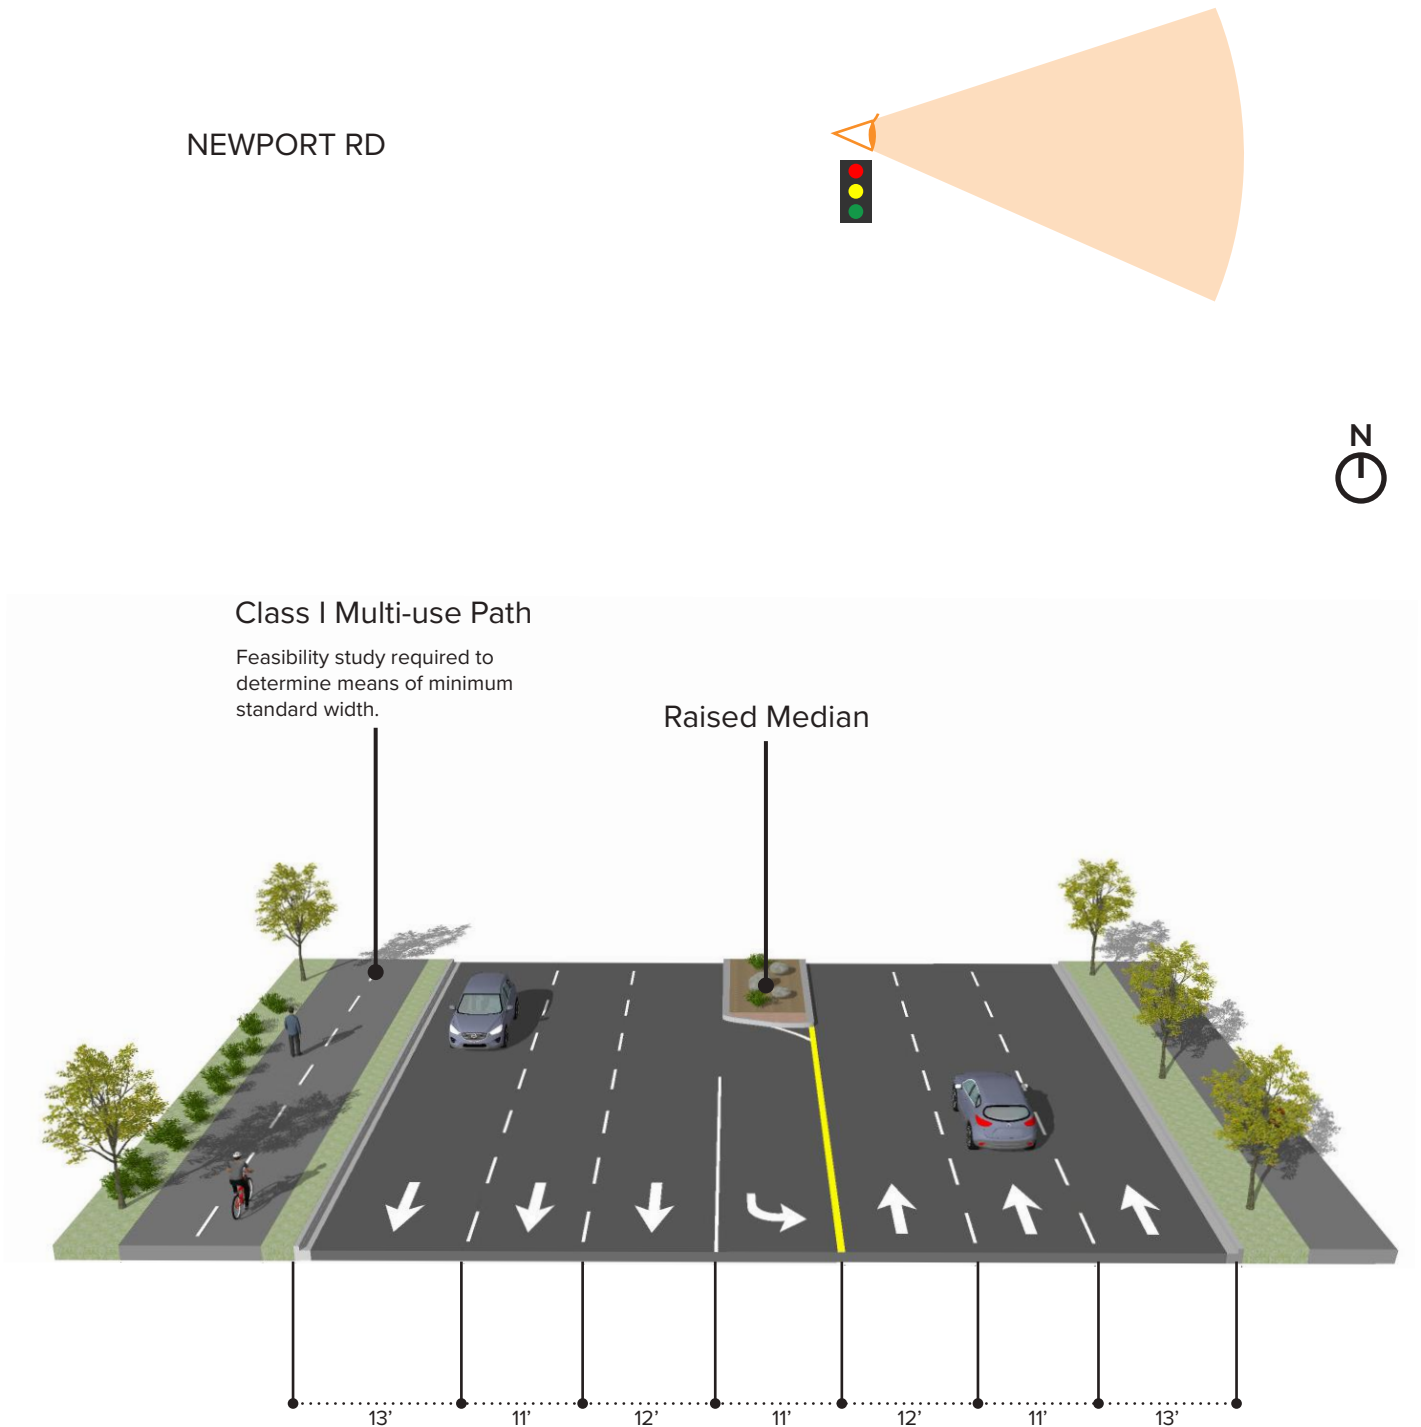 NEWPORT RD
N
Class I Multi-use Path
Feasibility study required to
determine means of minimum
standard width.
Raised Median
13’
11’
12’
11’
12’
11’
13’